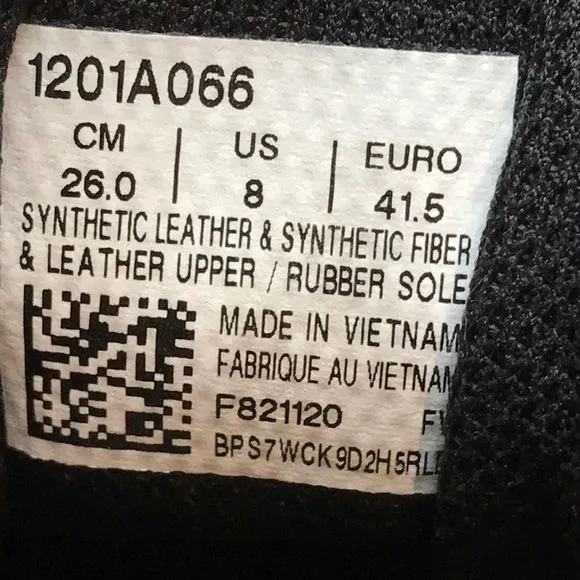 1201A066
CM US EURO
26.0 8 41.5
SYNTHETIC LEATHER & SYNTHETIC FIBER
& LEATHER UPPER / RUBBER SOLE
MADE IN VIETNAM
FABRIQUE AU VIETNAM
F821120